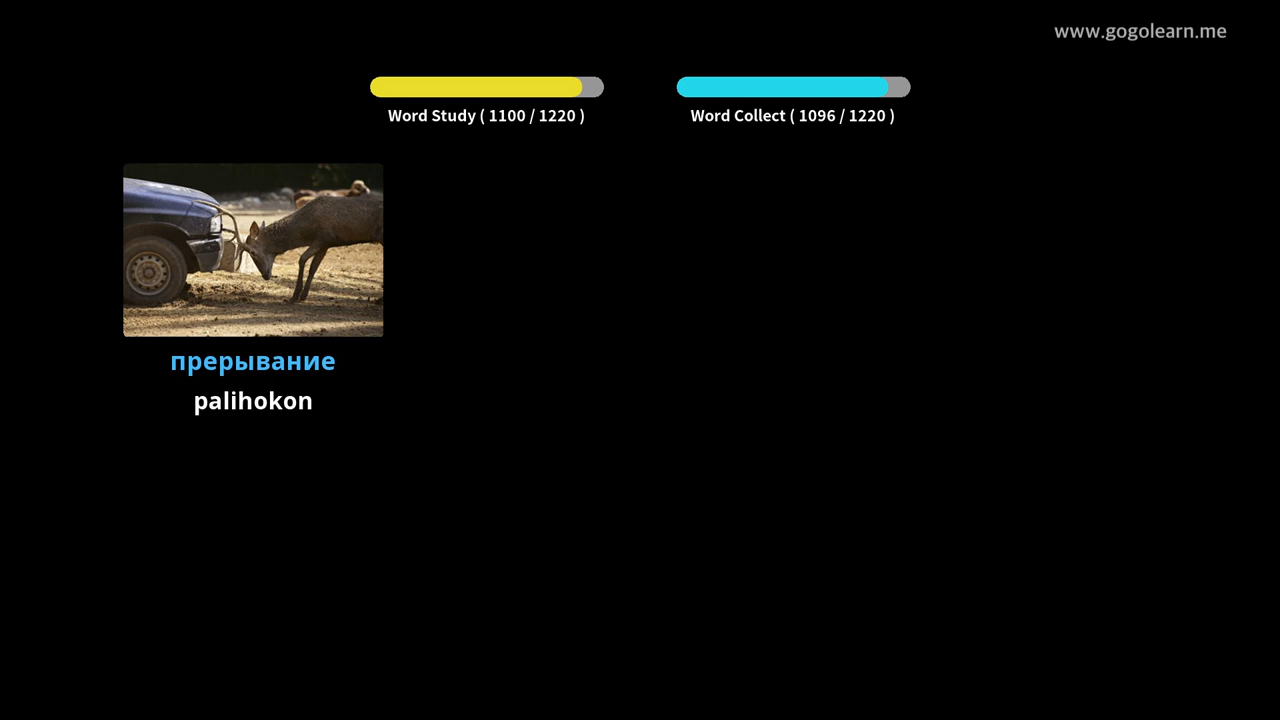 www.gogolearn.me
Word Study ( 1100 / 1220 )
Word Collect ( 1096 / 1220 )
прерывание
palihokon